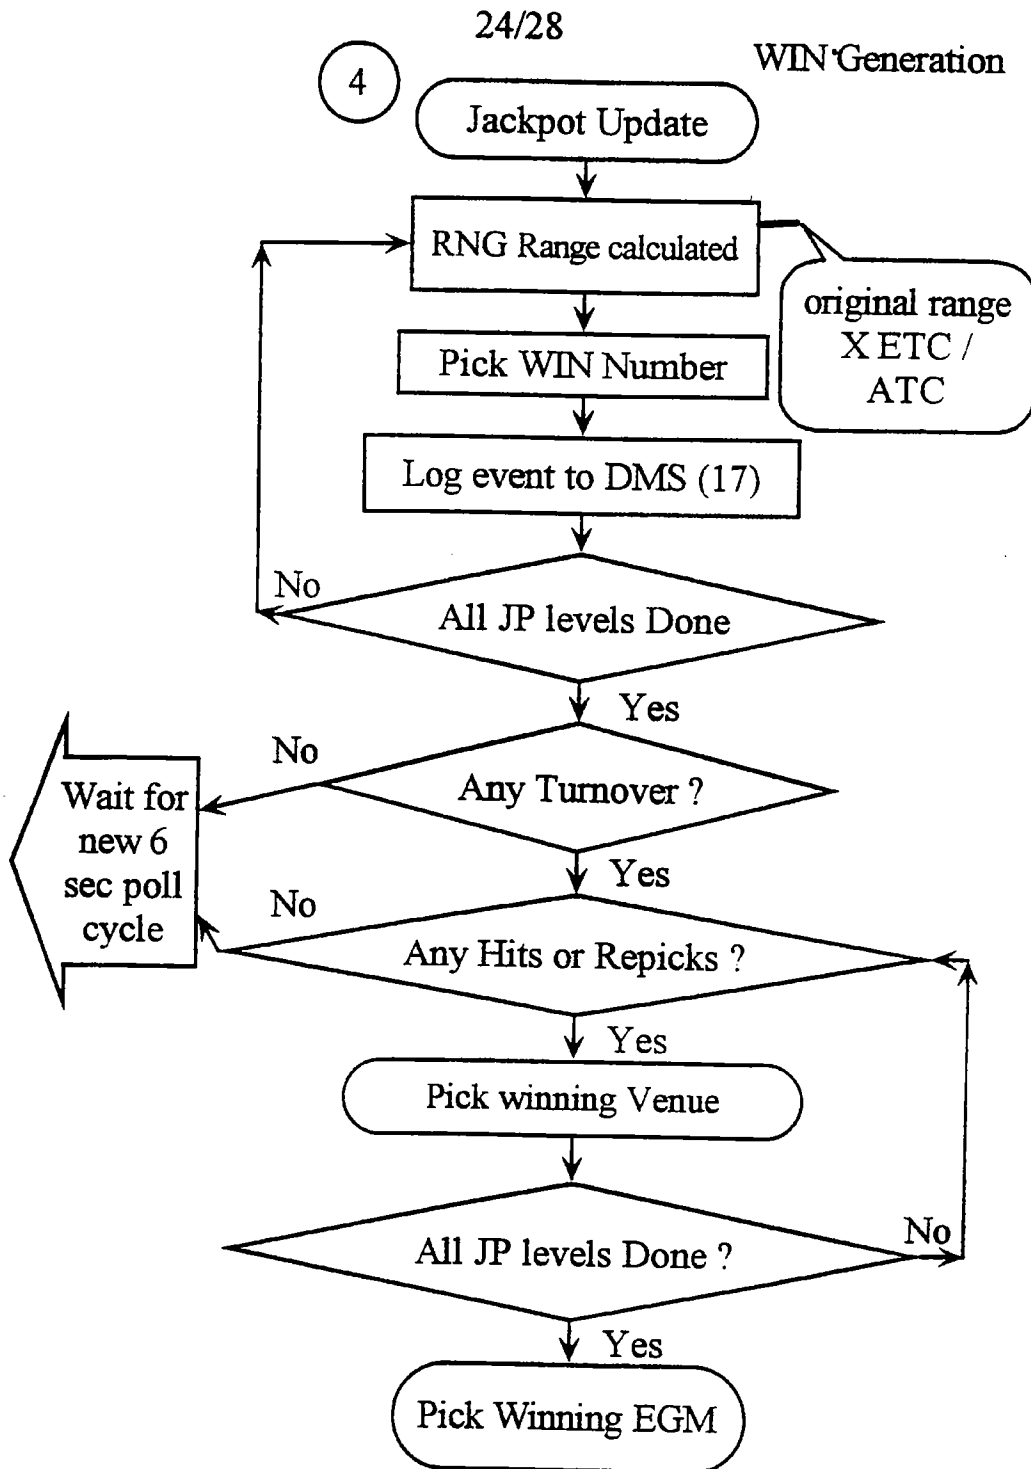 24/28
WIN Generation
4
Jackpot Update
RNG Range calculated
original range
X ETC /
ATC
Pick WIN Number
Log event to DMS (17)
No
All JP levels Done
Yes
No
Any Turnover ?
Wait for
new 6
sec poll
cycle
Yes
No
Any Hits or Repicks ?
Yes
Pick winning Venue
All JP levels Done ?
No
Yes
Pick Winning EGM